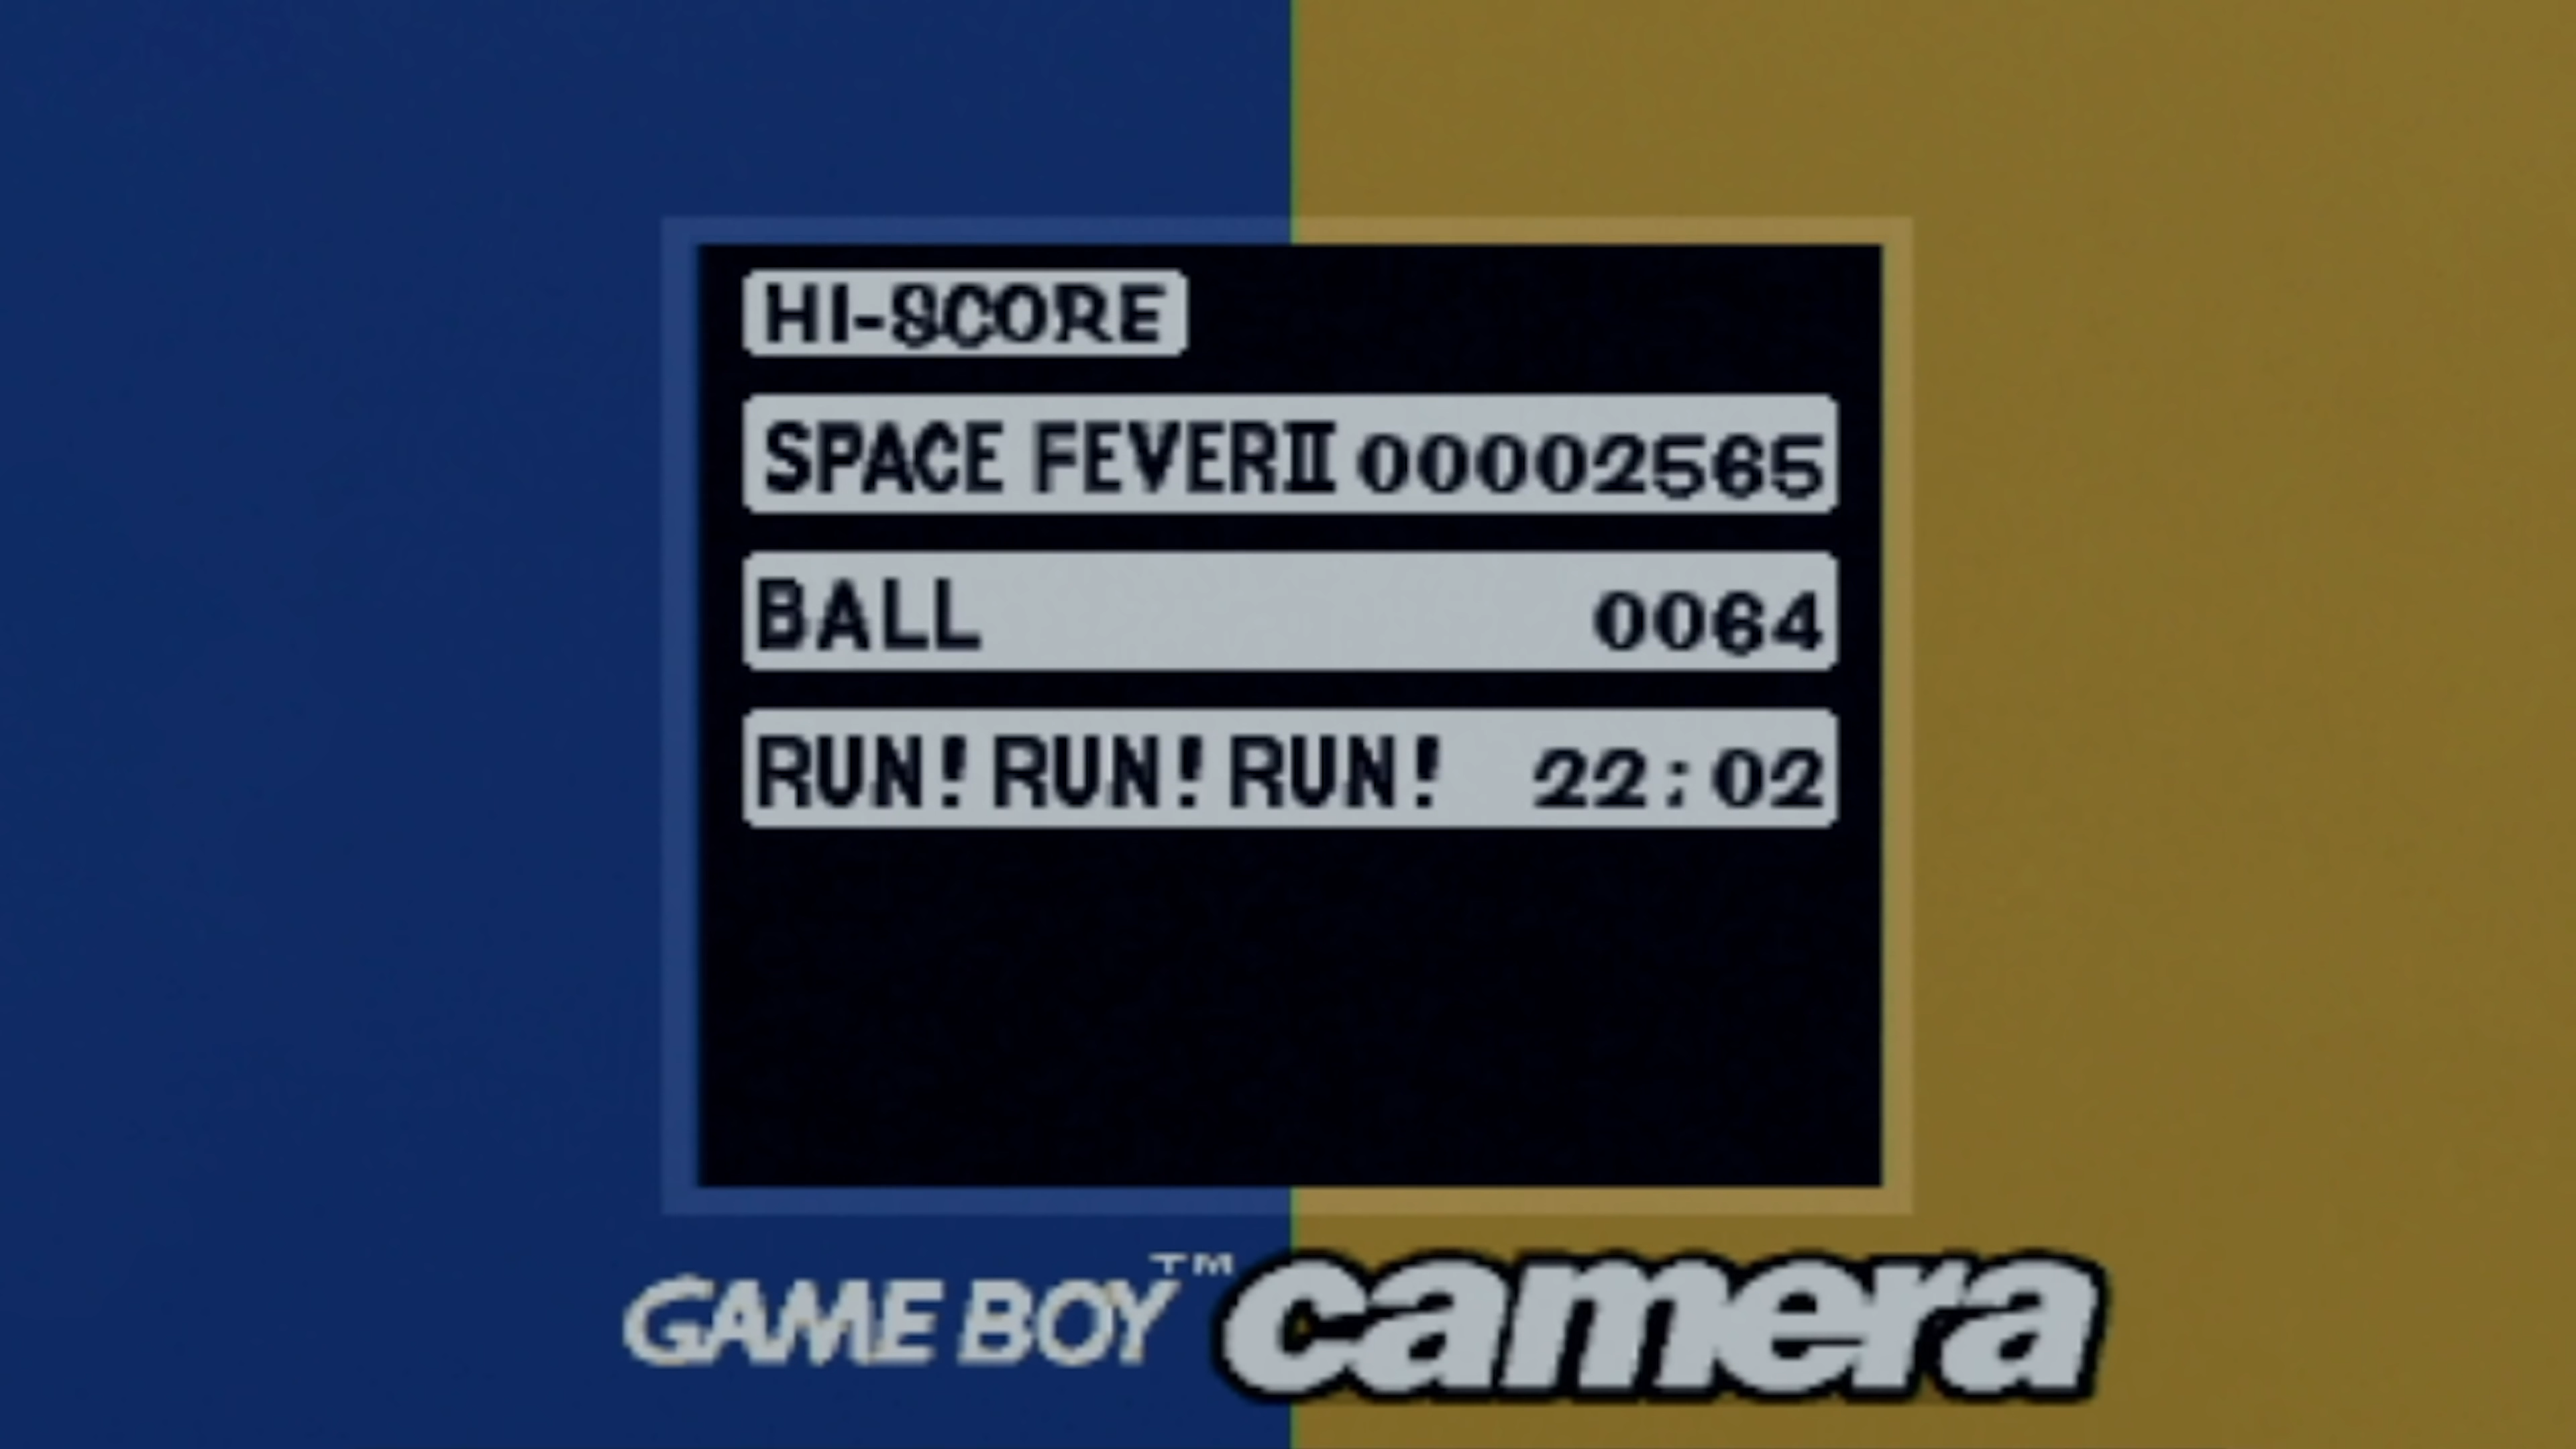 HI-SCORE
SPACE FEVERII 00002565
BALL 0064
RUN!RUN!RUN! 22:02
GAME BOY™ camera